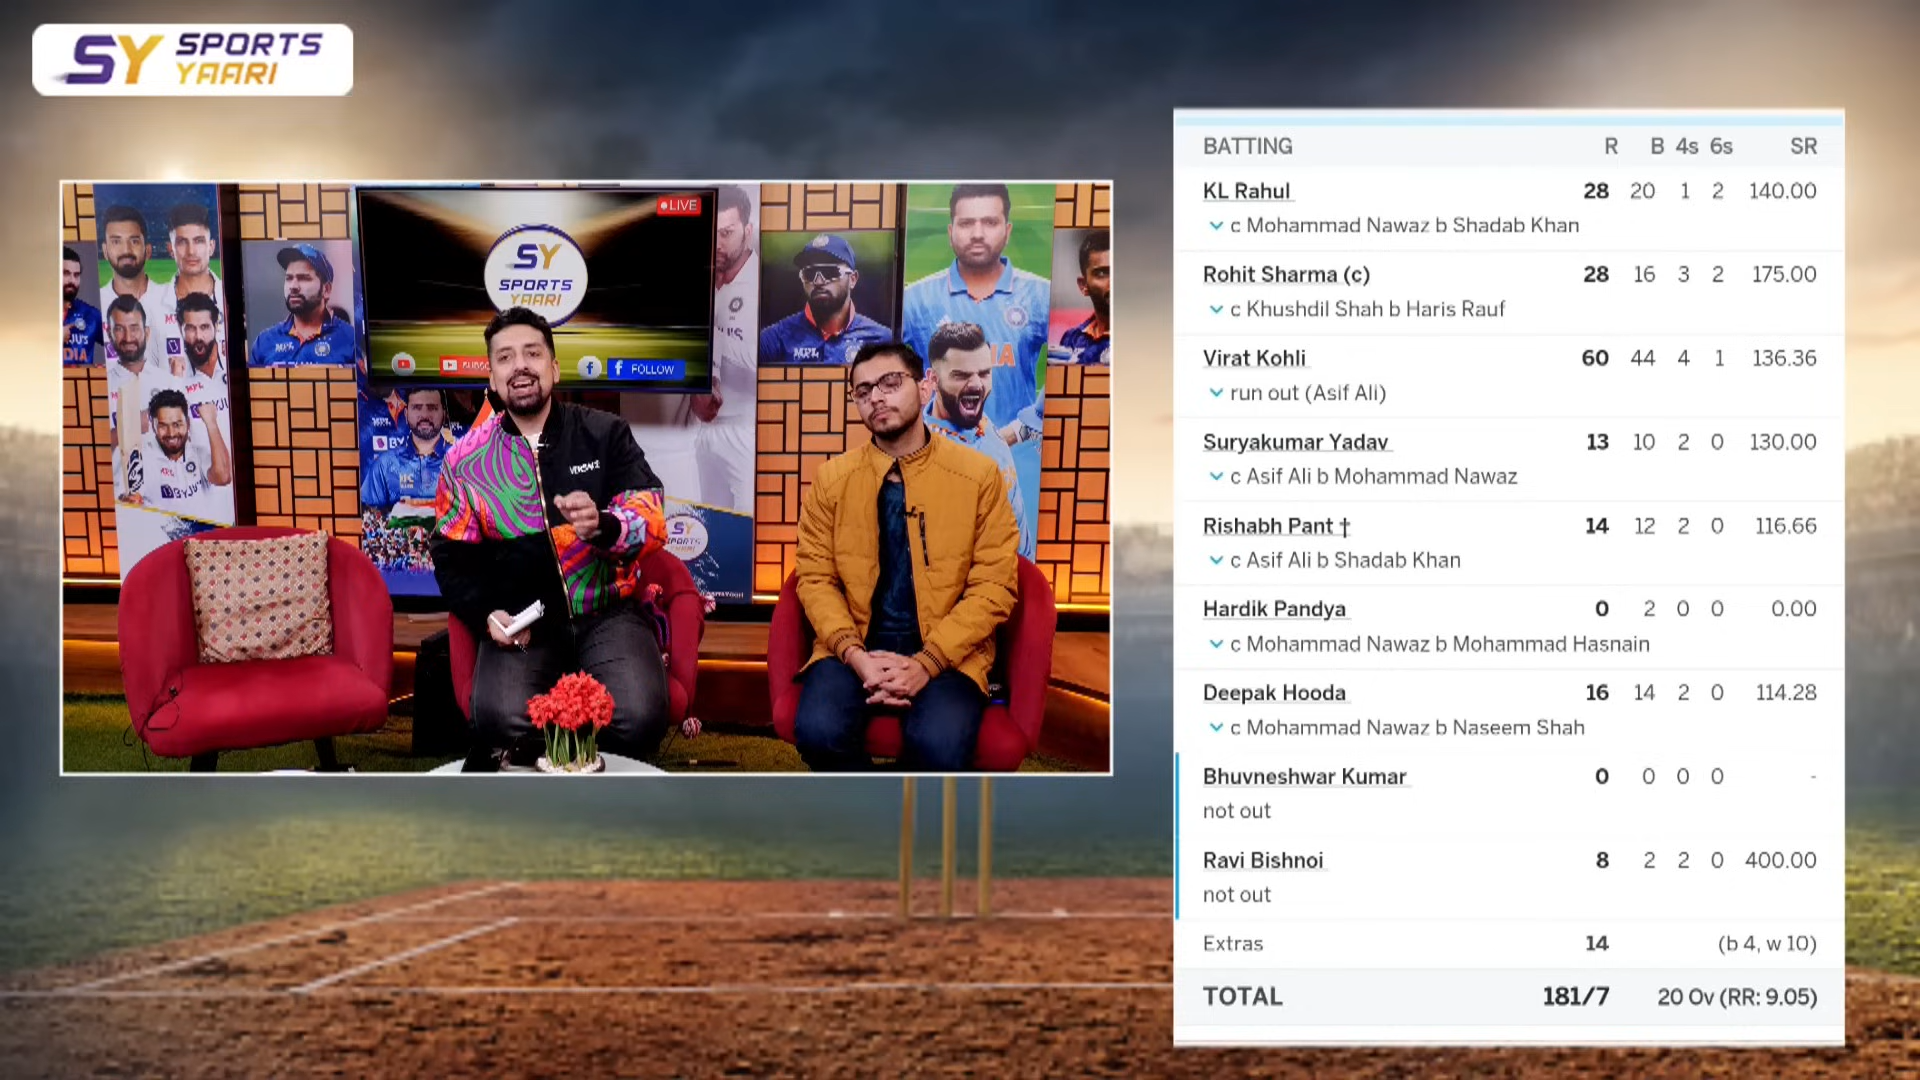 SY SPORTS
YAARI
LIVE
SY
SPORTS
YAARI
FOLLOW
VERSACE
SY
BATTING R B 4s 6s SR
KL Rahul 28 20 1 2 140.00
c Mohammad Nawaz b Shadab Khan
Rohit Sharma (c) 28 16 3 2 175.00
c Khushdil Shah b Haris Rauf
Virat Kohli 60 44 4 1 136.36
run out (Asif Ali)
Suryakumar Yadav 13 10 2 0 130.00
c Asif Ali b Mohammad Nawaz
Rishabh Pant † 14 12 2 0 116.66
c Asif Ali b Shadab Khan
Hardik Pandya 0 2 0 0 0.00
c Mohammad Nawaz b Mohammad Hasnain
Deepak Hooda 16 14 2 0 114.28
c Mohammad Nawaz b Naseem Shah
Bhuvneshwar Kumar 0 0 0 0 -
not out
Ravi Bishnoi 8 2 2 0 400.00
not out
Extras 14 (b 4, w 10)
TOTAL 181/7 20 Ov (RR: 9.05)